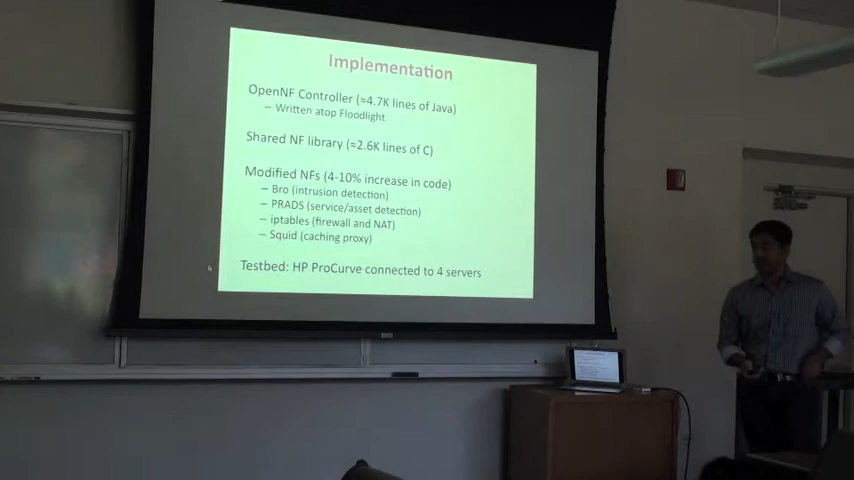 Implementation
OpenNF Controller (≈4.7K lines of Java)
– Written atop Floodlight
Shared NF library (≈2.6K lines of C)
Modified NFs (4-10% increase in code)
– Bro (intrusion detection)
– PRADS (service/asset detection)
– iptables (firewall and NAT)
– Squid (caching proxy)
Testbed: HP ProCurve connected to 4 servers